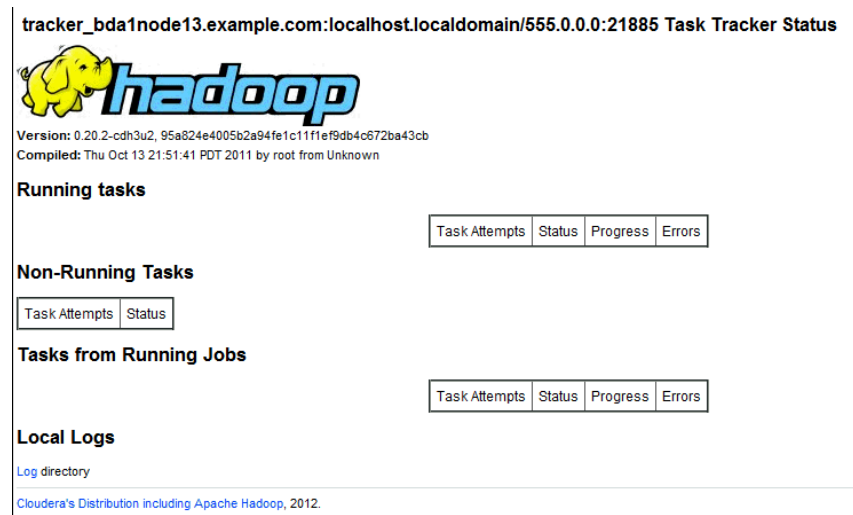 tracker_bda1node13.example.com:localhost.localdomain/555.0.0.0:21885 Task Tracker Status
hadoop
Version: 0.20.2-cdh3u2, 95a824e4005b2a94fe1c11f1ef9db4c672ba43cb
Compiled: Thu Oct 13 21:51:41 PDT 2011 by root from Unknown
Running tasks
Task Attempts Status Progress Errors
Non-Running Tasks
Task Attempts Status
Tasks from Running Jobs
Task Attempts Status Progress Errors
Local Logs
Log directory
Cloudera's Distribution including Apache Hadoop, 2012.